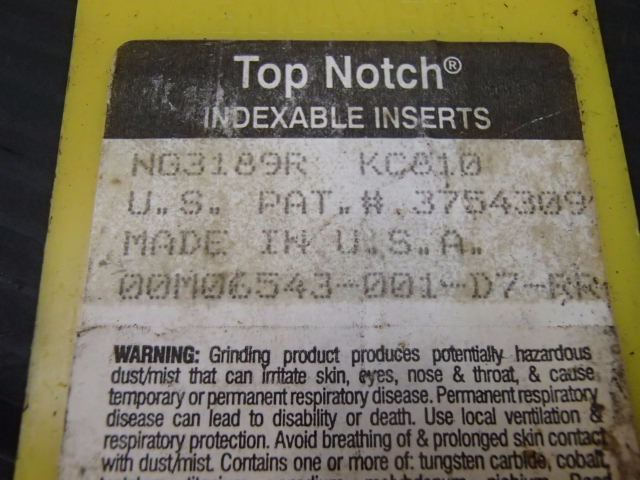 Top Notch®
INDEXABLE INSERTS
NG3189R KC810
U.S. PAT.# 3754309
MADE IN U.S.A.
00M06543-001-D7-RR
WARNING: Grinding product produces potentially hazardous
dust/mist that can irritate skin, eyes, nose & throat, & cause
temporary or permanent respiratory disease. Permanent respiratory
disease can lead to disability or death. Use local ventilation &
respiratory protection. Avoid breathing of & prolonged skin contact
with dust/mist. Contains one or more of: tungsten carbide, cobalt,